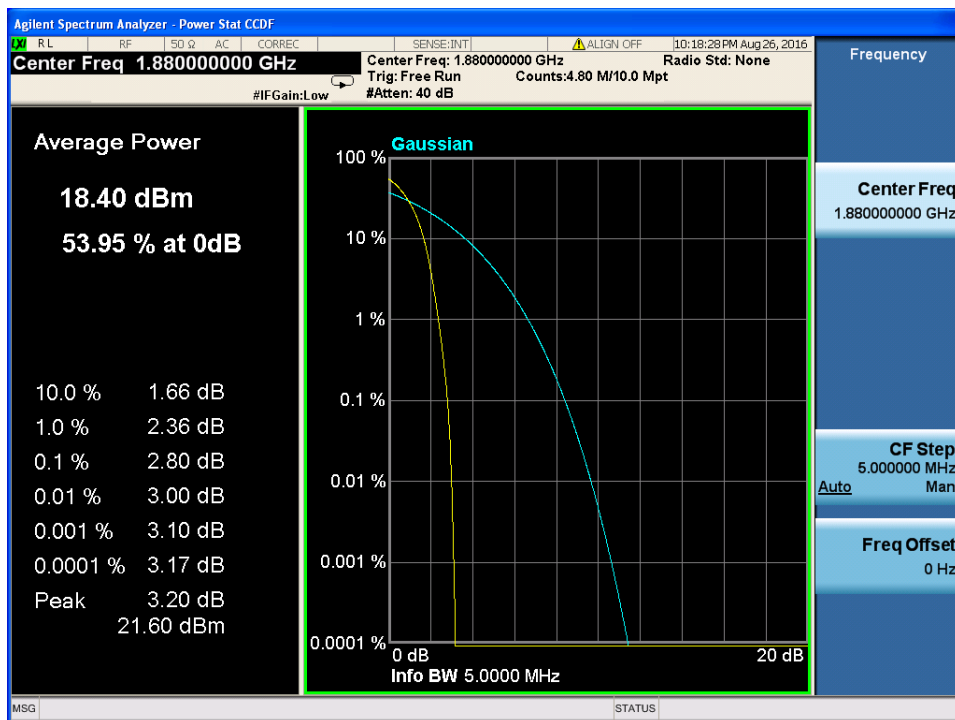 Agilent Spectrum Analyzer - Power Stat CCDF
LXI RL RF 50 Ω AC CORREC SENSE:INT ALIGN OFF 10:18:28 PM Aug 26, 2016
Center Freq 1.880000000 GHz
Center Freq: 1.880000000 GHz Radio Std: None
Trig: Free Run Counts:4.80 M/10.0 Mpt
#IFGain:Low #Atten: 40 dB
Average Power
18.40 dBm
53.95 % at 0dB
10.0 % 1.66 dB
1.0 % 2.36 dB
0.1 % 2.80 dB
0.01 % 3.00 dB
0.001 % 3.10 dB
0.0001 % 3.17 dB
Peak 3.20 dB
21.60 dBm
Gaussian
100 %
10 %
1 %
0.1 %
0.01 %
0.001 %
0.0001 %
0 dB 20 dB
Info BW 5.0000 MHz
Frequency
Center Freq
1.880000000 GHz
CF Step
5.000000 MHz
Auto Man
Freq Offset
0 Hz
MSG STATUS